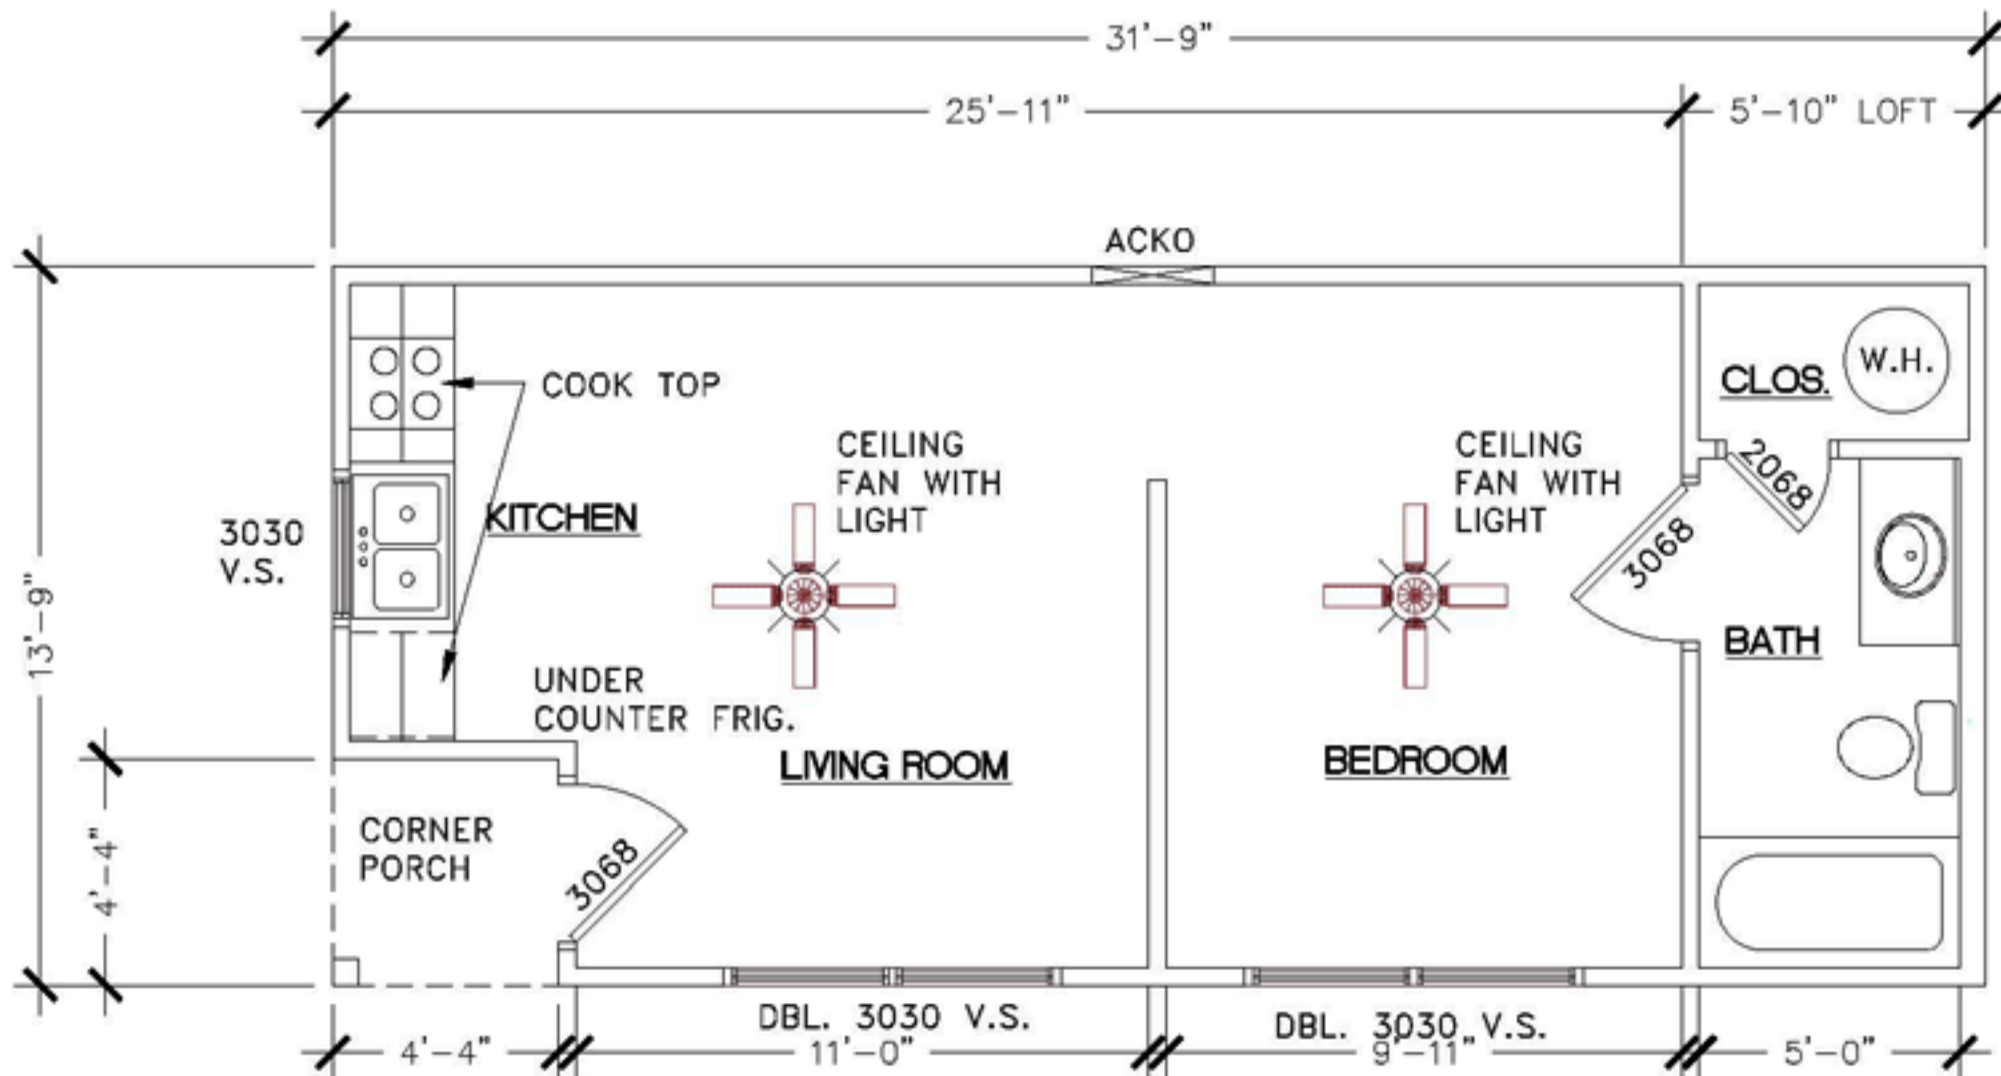 31'-9"
25'-11"
5'-10" LOFT
ACKO
W.H.
CLOS.
COOK TOP
CEILING
FAN WITH
LIGHT
CEILING
FAN WITH
LIGHT
2068
3030
V.S.
KITCHEN
3068
13'-9"
BATH
UNDER
COUNTER FRIG.
LIVING ROOM
BEDROOM
CORNER
PORCH
4'-4"
3068
DBL. 3030 V.S.
DBL. 3030 V.S.
4'-4"
11'-0"
9'-11"
5'-0"